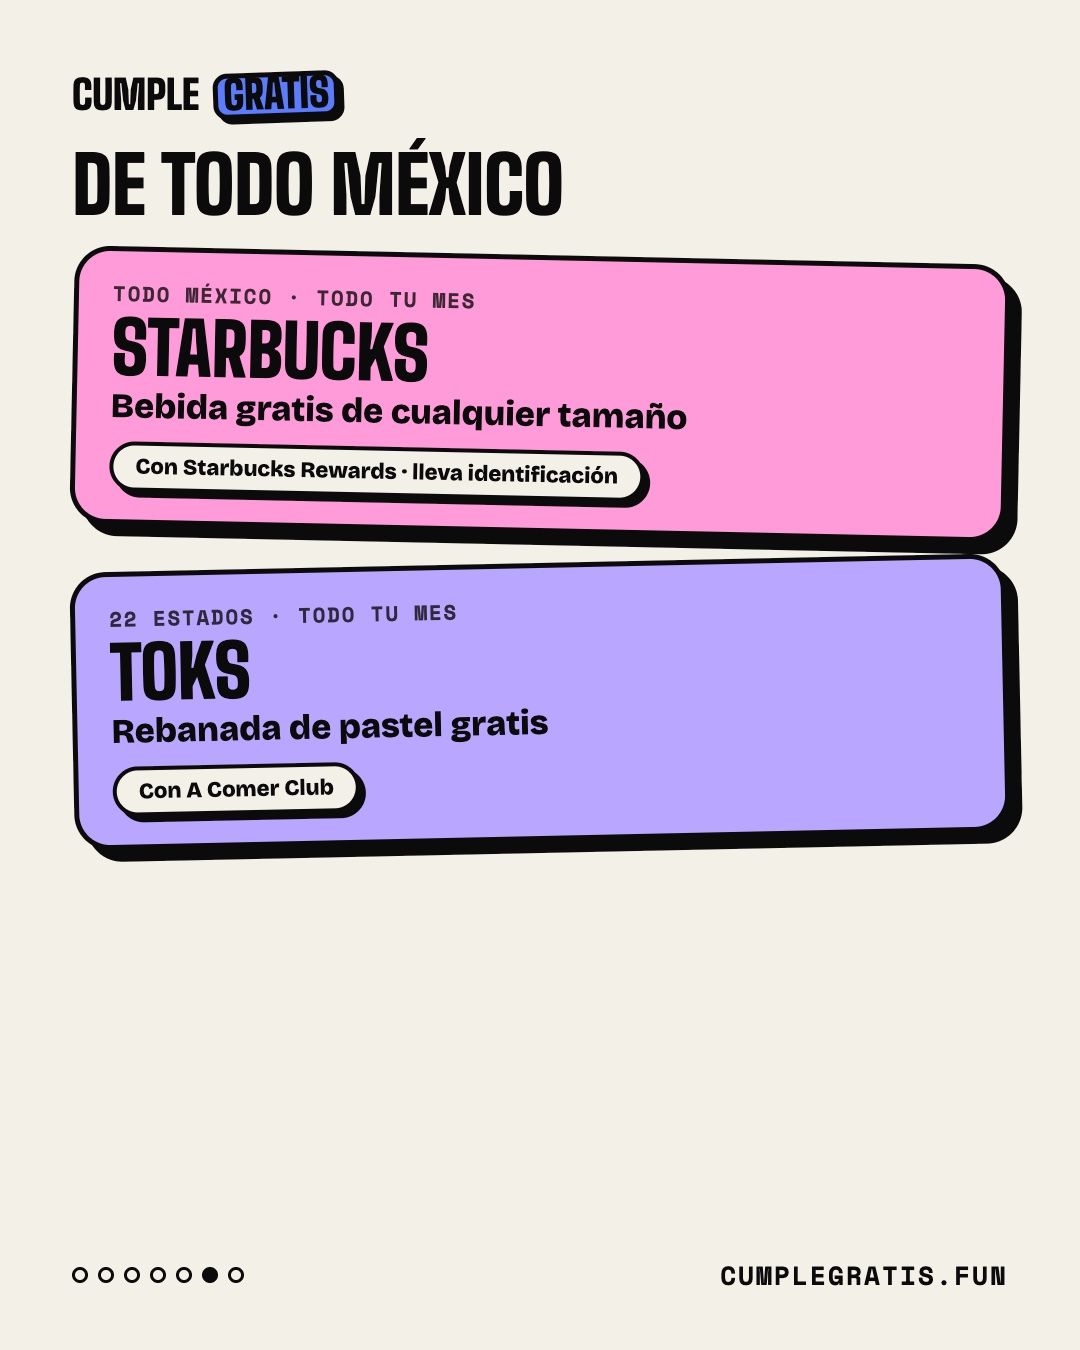 CUMPLE GRATIS
DE TODO MÉXICO
TODO MÉXICO · TODO TU MES
STARBUCKS
Bebida gratis de cualquier tamaño
Con Starbucks Rewards · lleva identificación
22 ESTADOS · TODO TU MES
TOKS
Rebanada de pastel gratis
Con A Comer Club
CUMPLEGRATIS.FUN